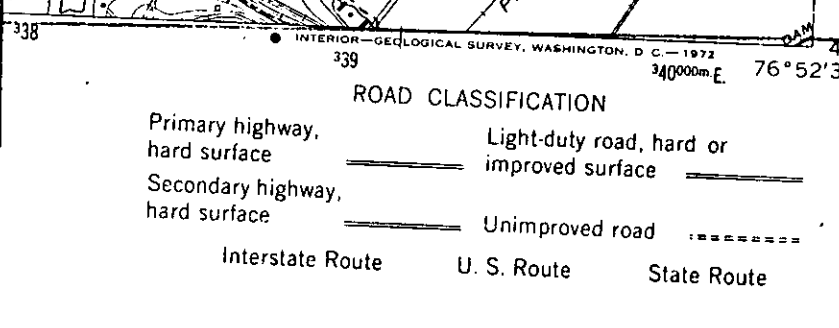 338
INTERIOR—GEOLOGICAL SURVEY, WASHINGTON, D C.—1972
339
340000m.E.
76°52'3
ROAD CLASSIFICATION
Primary highway,
hard surface
Light-duty road, hard or
improved surface
Secondary highway,
hard surface
Unimproved road
Interstate Route
U. S. Route
State Route